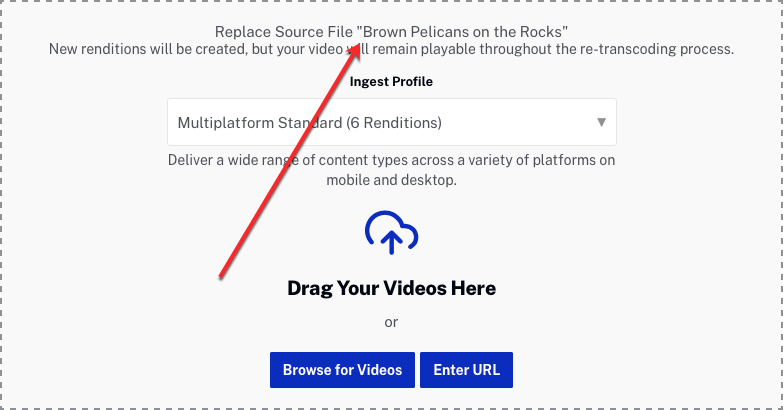 Replace Source File "Brown Pelicans on the Rocks"
New renditions will be created, but your video will remain playable throughout the re-transcoding process.
Ingest Profile
Multiplatform Standard (6 Renditions)
Deliver a wide range of content types across a variety of platforms on
mobile and desktop.
Drag Your Videos Here
or
Browse for Videos
Enter URL